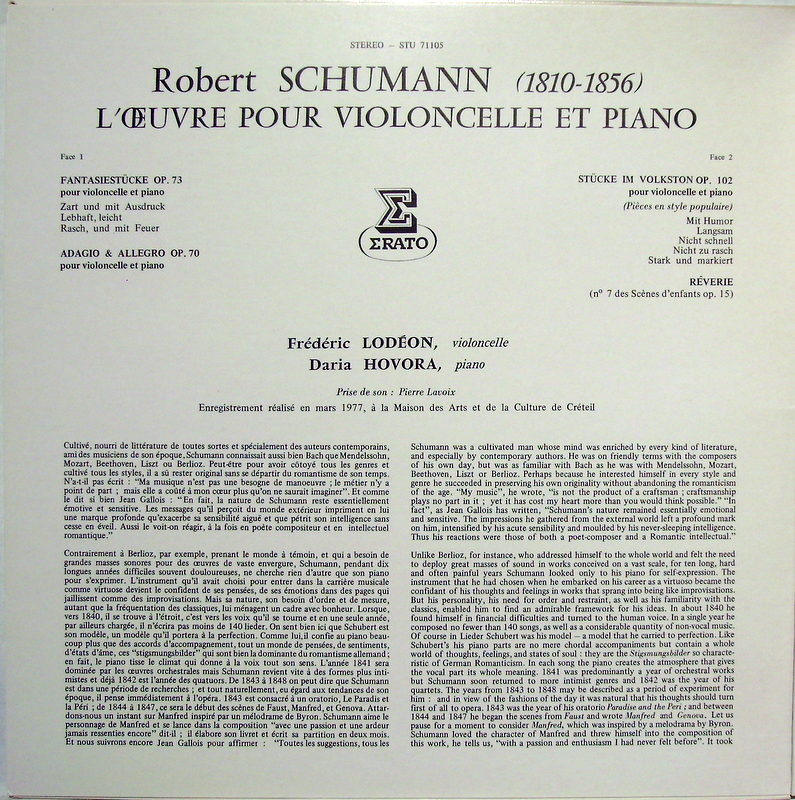 STEREO – STU 71105
Robert SCHUMANN (1810-1856)
L'ŒUVRE POUR VIOLONCELLE ET PIANO
Face 1
FANTASIESTÜCKE OP. 73
pour violoncelle et piano
Zart und mit Ausdruck
Lebhaft, leicht
Rasch, und mit Feuer
ADAGIO & ALLEGRO OP. 70
pour violoncelle et piano
ΣRATO
Face 2
STÜCKE IM VOLKSTON OP. 102
pour violoncelle et piano
(Pièces en style populaire)
Mit Humor
Langsam
Nicht schnell
Nicht zu rasch
Stark und markiert
RÉVERIE
(n° 7 des Scènes d'enfants op. 15)
Frédéric LODÉON, violoncelle
Daria HOVORA, piano
Prise de son : Pierre Lavoix
Enregistrement réalisé en mars 1977, à la Maison des Arts et de la Culture de Créteil
Cultivé, nourri de littérature de toutes sortes et spécialement des auteurs contemporains,
ami des musiciens de son époque, Schumann connaissait aussi bien Bach que Mendelssohn,
Mozart, Beethoven, Liszt ou Berlioz. Peut-être pour avoir côtoyé tous les genres et
cultivé tous les styles, il a sû rester original sans se départir du romantisme de son temps.
N'a-t-il pas écrit : "Ma musique n'est pas une besogne de manoeuvre ; le métier n'y a
point de part ; mais elle a coûté à mon cœur plus qu'on ne saurait imaginer". Et comme
le dit si bien Jean Gallois : "En fait, la nature de Schumann reste essentiellement
émotive et sensitive. Les messages qu'il perçoit du monde extérieur impriment en lui
une marque profonde qu'exacerbe sa sensibilité aiguë et que pétrit son intelligence sans
cesse en éveil. Aussi le voit-on réagir, à la fois en poète compositeur et en intellectuel
romantique."
Contrairement à Berlioz, par exemple, prenant le monde à témoin, et qui a besoin de
grandes masses sonores pour des œuvres de vaste envergure, Schumann, pendant dix
longues années difficiles souvent douloureuses, ne cherche rien d'autre que son piano
pour s'exprimer. L'instrument qu'il avait choisi pour entrer dans la carrière musicale
comme virtuose devient le confident de ses pensées, de ses émotions dans des pages qui
jaillissent comme des improvisations. Mais sa nature, son besoin d'ordre et de mesure,
autant que la fréquentation des classiques, lui ménagent un cadre avec bonheur. Lorsque,
vers 1840, il se trouve à l'étroit, c'est vers les voix qu'il se tourne et en une seule année,
par ailleurs chargée, il n'écrira pas moins de 140 lieder. On sent bien ici que Schubert est
son modèle, un modèle qu'il portera à la perfection. Comme lui,il confie au piano beau-
coup plus que des accords d'accompagnement, tout un monde de pensées, de sentiments,
d'états d'âme, ces "stigmungsbilder" qui sont bien la dominante du romantisme allemand;
en fait, le piano tisse le climat qui donne à la voix tout son sens. L'année 1841 sera
dominée par les œuvres orchestrales mais Schumann revient vite à des formes plus inti-
mistes et déjà 1842 est l'année des quatuors. De 1843 à 1848 on peut dire que Schumann
est dans une période de recherches ; et tout naturellement, eu égard aux tendances de son
époque, il pense immédiatement à l'opéra. 1843 est consacré à un oratorio, Le Paradis et
la Péri ; de 1844 à 1847, ce sera le début des scènes de Faust, Manfred, et Genova. Attar-
dons-nous un instant sur Manfred inspiré par un mélodrame de Byron. Schumann aime le
personnage de Manfred et se lance dans la composition "avec une passion et une ardeur
jamais ressenties encore" dit-il ; il élabore son livret et écrit sa partition en deux mois.
Et nous suivrons encore Jean Gallois pour affirmer : "Toutes les suggestions, tous les
Schumann was a cultivated man whose mind was enriched by every kind of literature,
and especially by contemporary authors. He was on friendly terms with the composers
of his own day, but was as familiar with Bach as he was with Mendelssohn, Mozart,
Beethoven, Liszt or Berlioz. Perhaps because he interested himself in every style and
genre he succeeded in preserving his own originality without abandoning the romanticism
of the age. "My music", he wrote, "is not the product of a craftsman ; craftsmanship
plays no part in it ; yet it has cost my heart more than you would think possible." "In
fact", as Jean Gallois has written, "Schumann's nature remained essentially emotional
and sensitive. The impressions he gathered from the external world left a profound mark
on him, intensified by his acute sensibility and moulded by his never-sleeping intelligence.
Thus his reactions were those of both a poet-composer and a Romantic intellectual."
Unlike Berlioz, for instance, who addressed himself to the whole world and felt the need
to deploy great masses of sound in works conceived on a vast scale, for ten long, hard
and often painful years Schumann looked only to his piano for self-expression. The
instrument that he had chosen when he embarked on his career as a virtuoso became the
confidant of his thoughts and feelings in works that sprang into being like improvisations.
But his personality, his need for order and restraint, as well as his familiarity with the
classics, enabled him to find an admirable framework for his ideas. In about 1840 he
found himself in financial difficulties and turned to the human voice. In a single year he
composed no fewer than 140 songs, as well as a considerable quantity of non-vocal music.
Of course in Lieder Schubert was his model – a model that he carried to perfection. Like
Schubert's his piano parts are no mere chordal accompaniments but contain a whole
world of thoughts, feelings, and states of soul : they are the Stigmungsbilder so characte-
ristic of German Romanticism. In each song the piano creates the atmosphere that gives
the vocal part its whole meaning. 1841 was predominantly a year of orchestral works
but Schumann soon returned to more intimist genres and 1842 was the year of his
quartets. The years from 1843 to 1848 may be described as a period of experiment for
him : and in view of the fashions of the day it was natural that his thoughts should turn
first of all to opera. 1843 was the year of his oratorio Paradise and the Peri ; and between
1844 and 1847 he began the scenes from Faust and wrote Manfred and Genova. Let us
pause for a moment to consider Manfred, which was inspired by a melodrama by Byron.
Schumann loved the character of Manfred and threw himself into the composition of
this work, he tells us, "with a passion and enthusiasm I had never felt before". It took